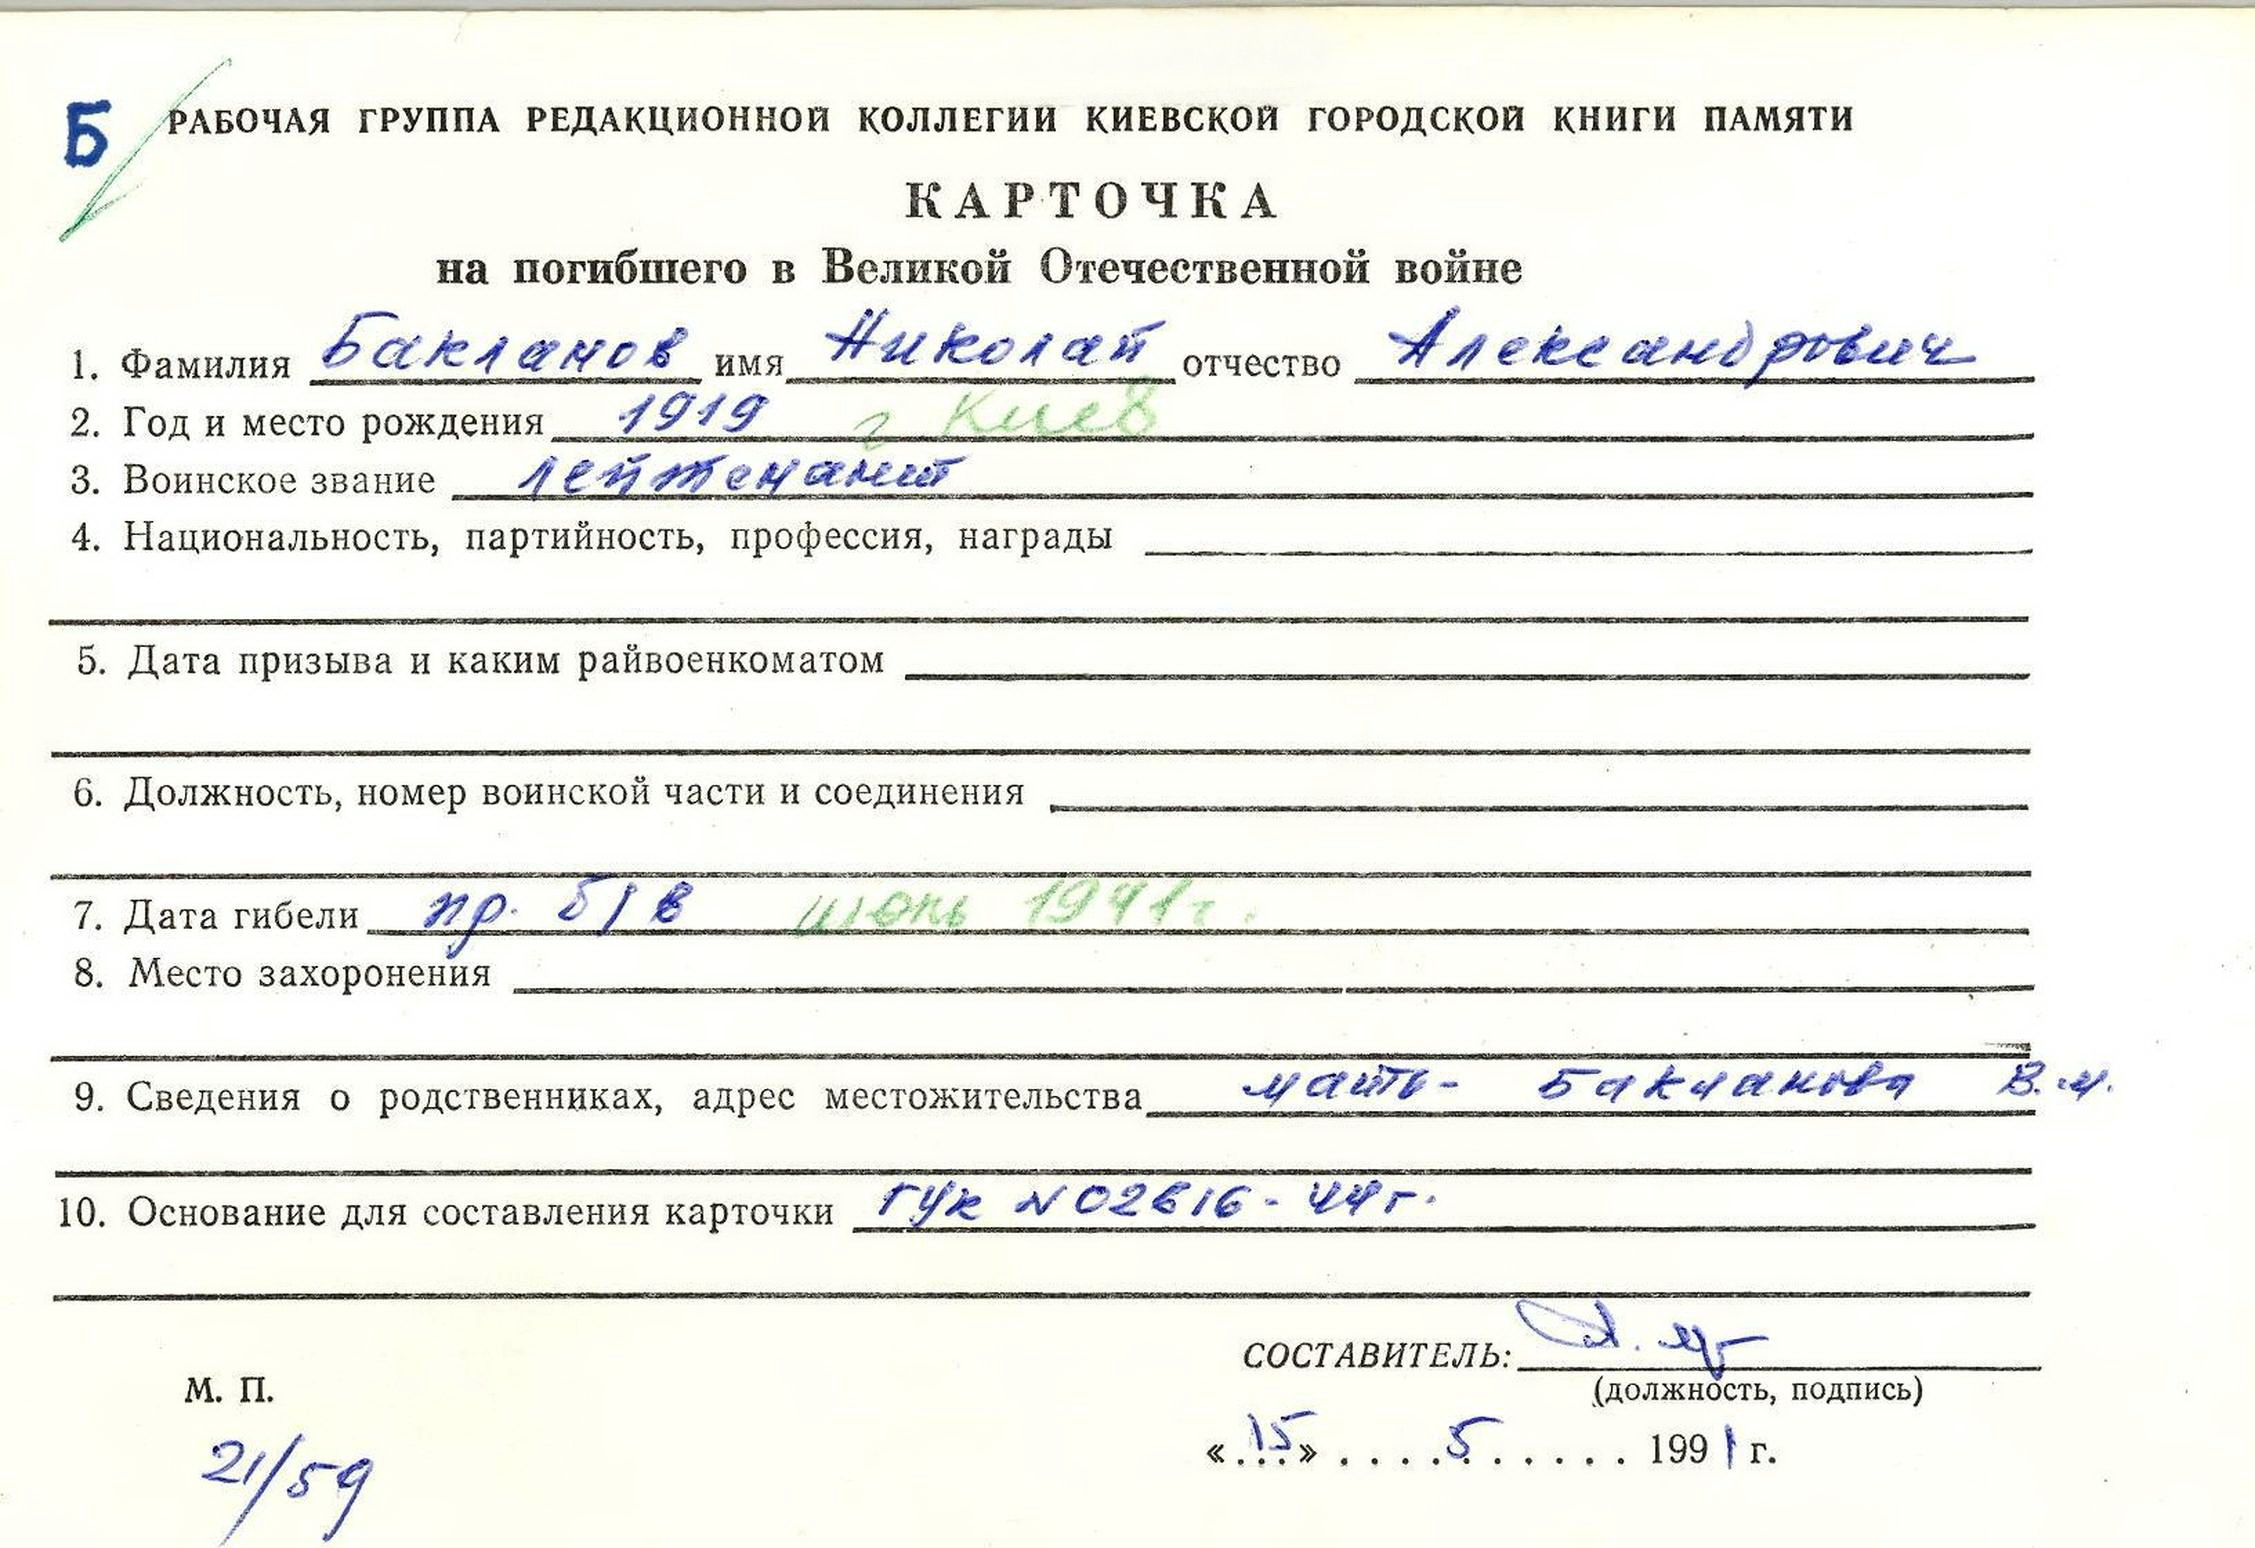 Б РАБОЧАЯ ГРУППА РЕДАКЦИОННОЙ КОЛЛЕГИИ КИЕВСКОЙ ГОРОДСКОЙ КНИГИ ПАМЯТИ
КАРТОЧКА
на погибшего в Великой Отечественной войне
1. Фамилия Бакланов имя Николай отчество Александрович
2. Год и место рождения 1919 г Киев
3. Воинское звание лейтенант
4. Национальность, партийность, профессия, награды
5. Дата призыва и каким райвоенкоматом
6. Должность, номер воинской части и соединения
7. Дата гибели пр. б/в июнь 1941г.
8. Место захоронения
9. Сведения о родственниках, адрес местожительства мать- Бакланова В.М.
10. Основание для составления карточки ГУК N02616-44г.
СОСТАВИТЕЛЬ:
(должность, подпись)
М. П.
«15» 5 1991 г.
21/59